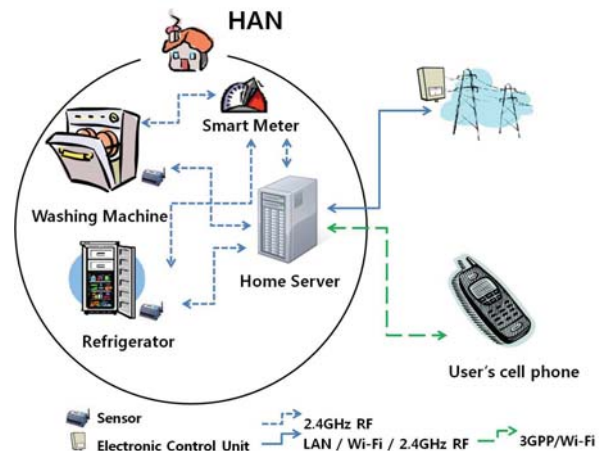 HAN
Smart Meter
Washing Machine
Home Server
Refrigerator
User's cell phone
Sensor
2.4GHz RF
Electronic Control Unit
LAN / Wi-Fi / 2.4GHz RF
3GPP/Wi-Fi